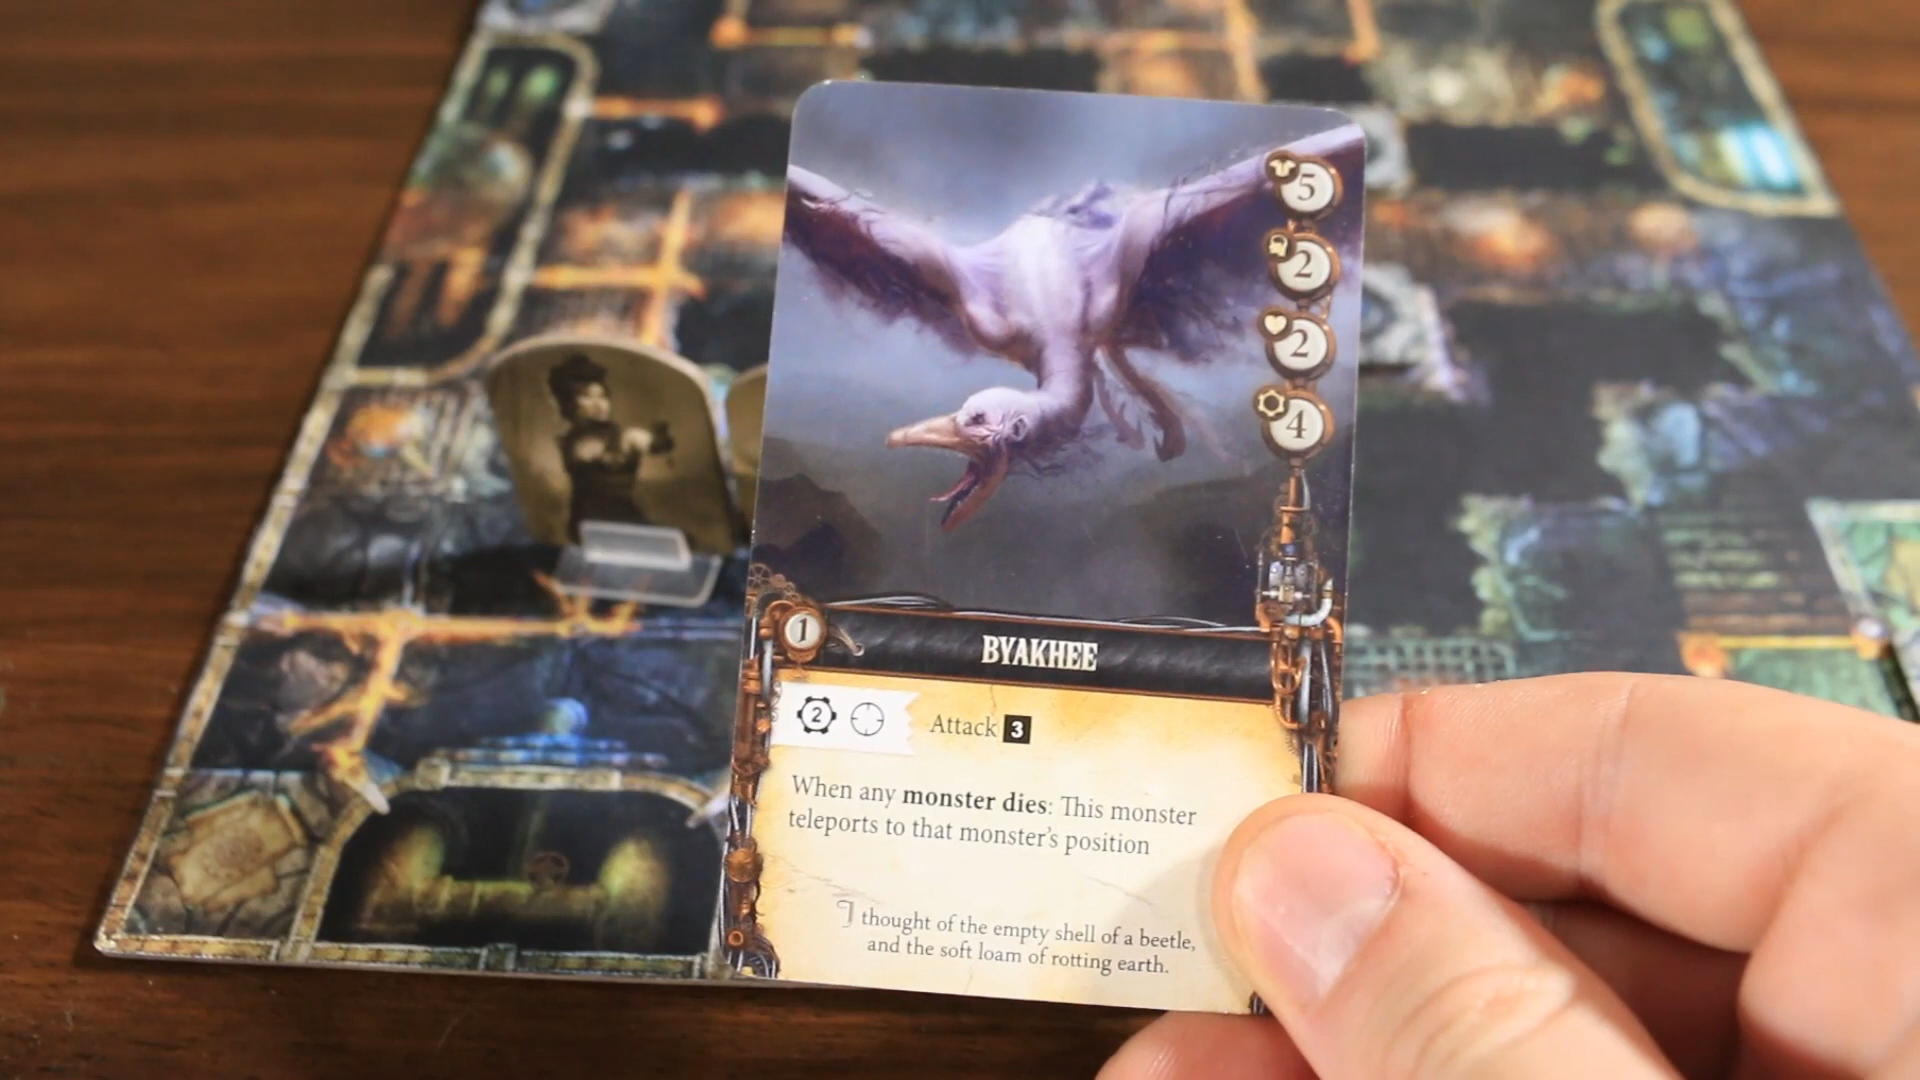 5
2
2
4
1
BYAKHEE
2 Attack 3
When any monster dies: This monster
teleports to that monster's position
I thought of the empty shell of a beetle,
and the soft loam of rotting earth.